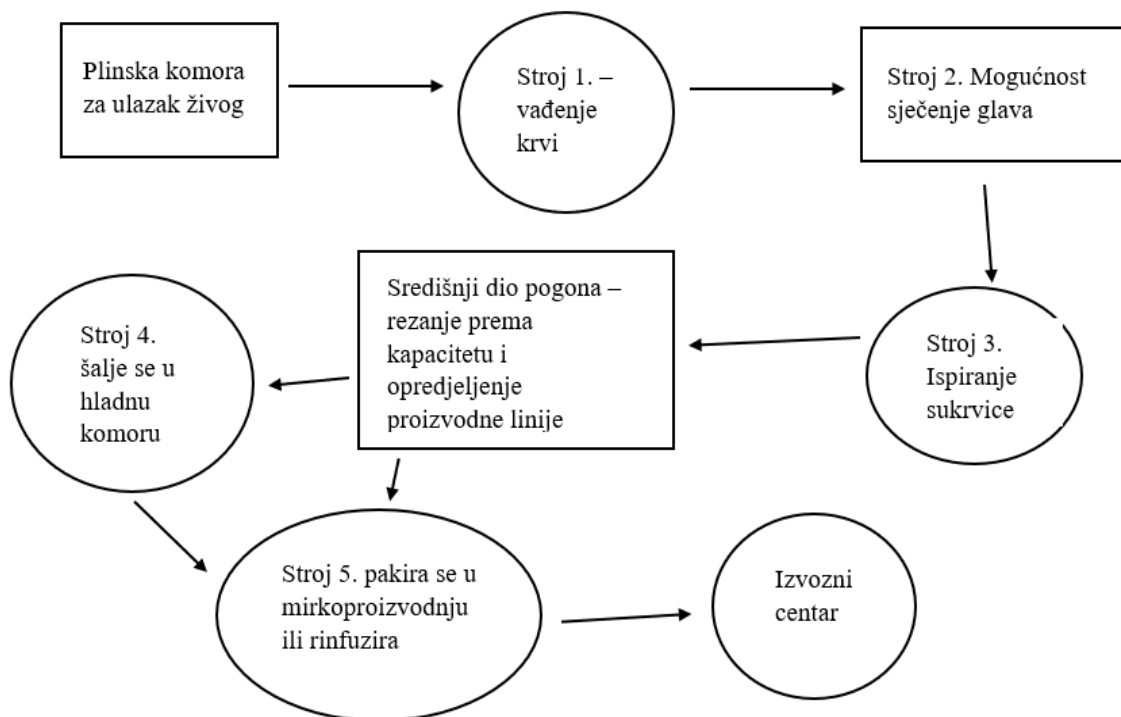 Plinska komora
za ulazak živog
Stroj 1. –
vađenje
krvi
Stroj 2. Mogućnost
sječenje glava
Stroj 3.
Ispiranje
sukrvice
Središnji dio pogona –
rezanje prema
kapacitetu i
opredjeljenje
proizvodne linije
Stroj 4.
šalje se u
hladnu
komoru
Stroj 5. pakira se u
mirkoproizvodnju
ili rinfuzira
Izvozni
centar